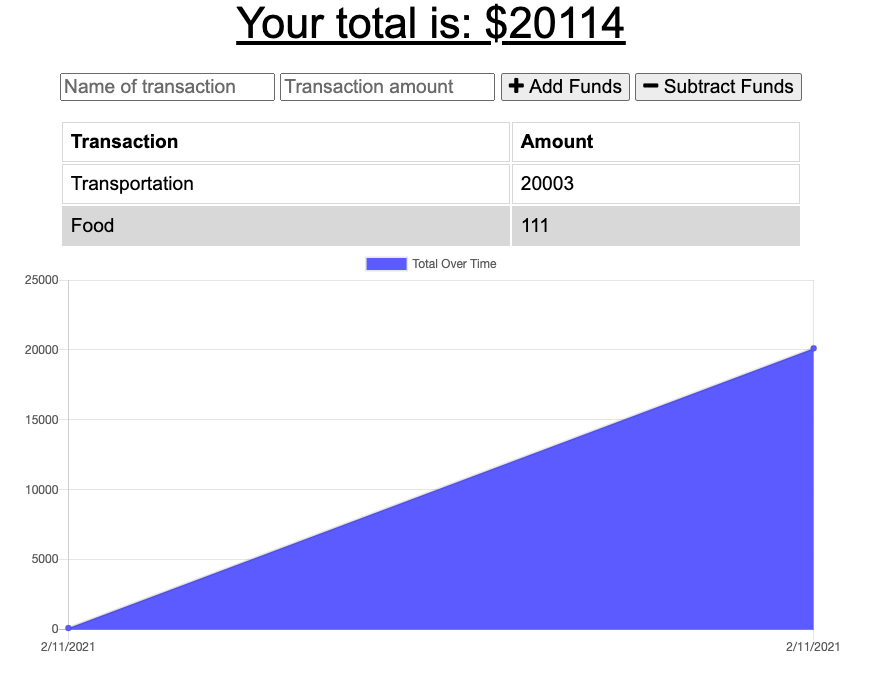 Your total is: $20114
Name of transaction Transaction amount + Add Funds − Subtract Funds
Transaction Amount
Transportation 20003
Food 111
Total Over Time
25000
20000
15000
10000
5000
0
2/11/2021 2/11/2021